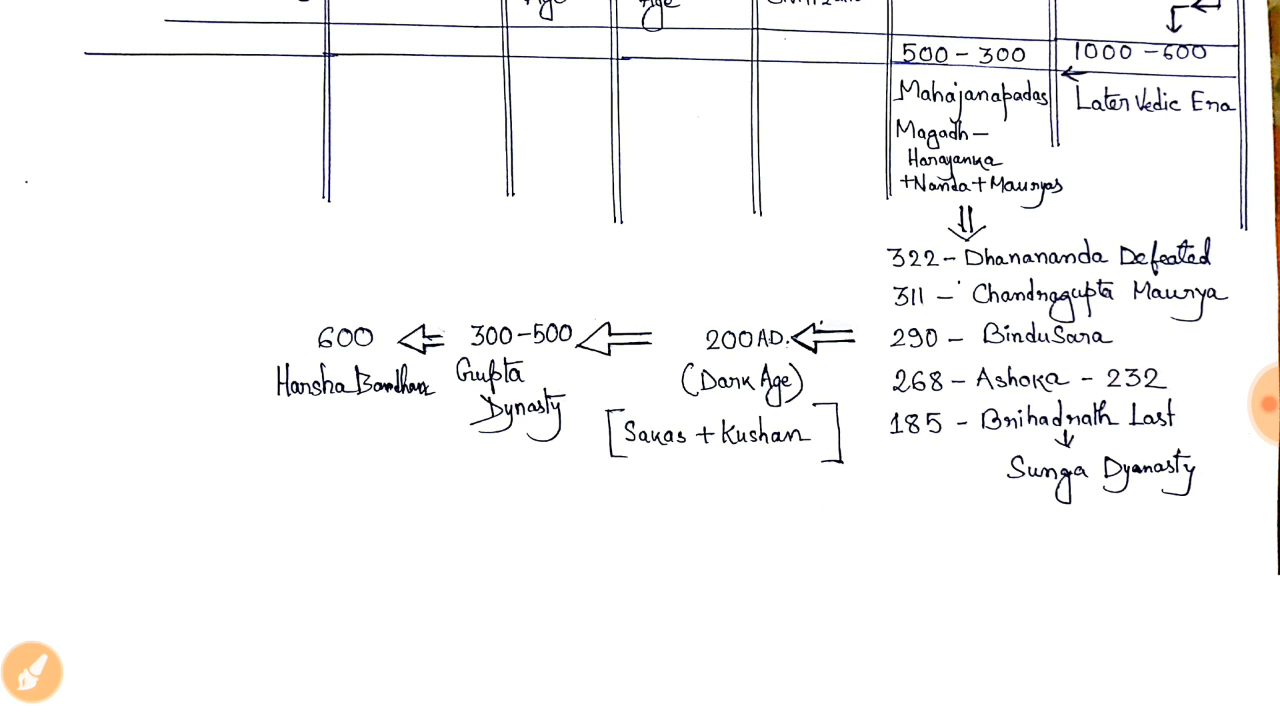 Age
Age
500 - 300
1000 - 600
Mahajanapadas
Later Vedic Era
Magadh -
Harayanka
+Nanda + Mauryas
322 - Dhanananda Defeated
311 - Chandragupta Maurya
600
300 - 500
200 AD.
290 - BinduSara
Harsha Bardhan
Gupta
Dynasty
(Dark Age)
268 - Ashoka - 232
[Sakas + Kushan]
185 - Brihadrath Last
Sunga Dyanasty